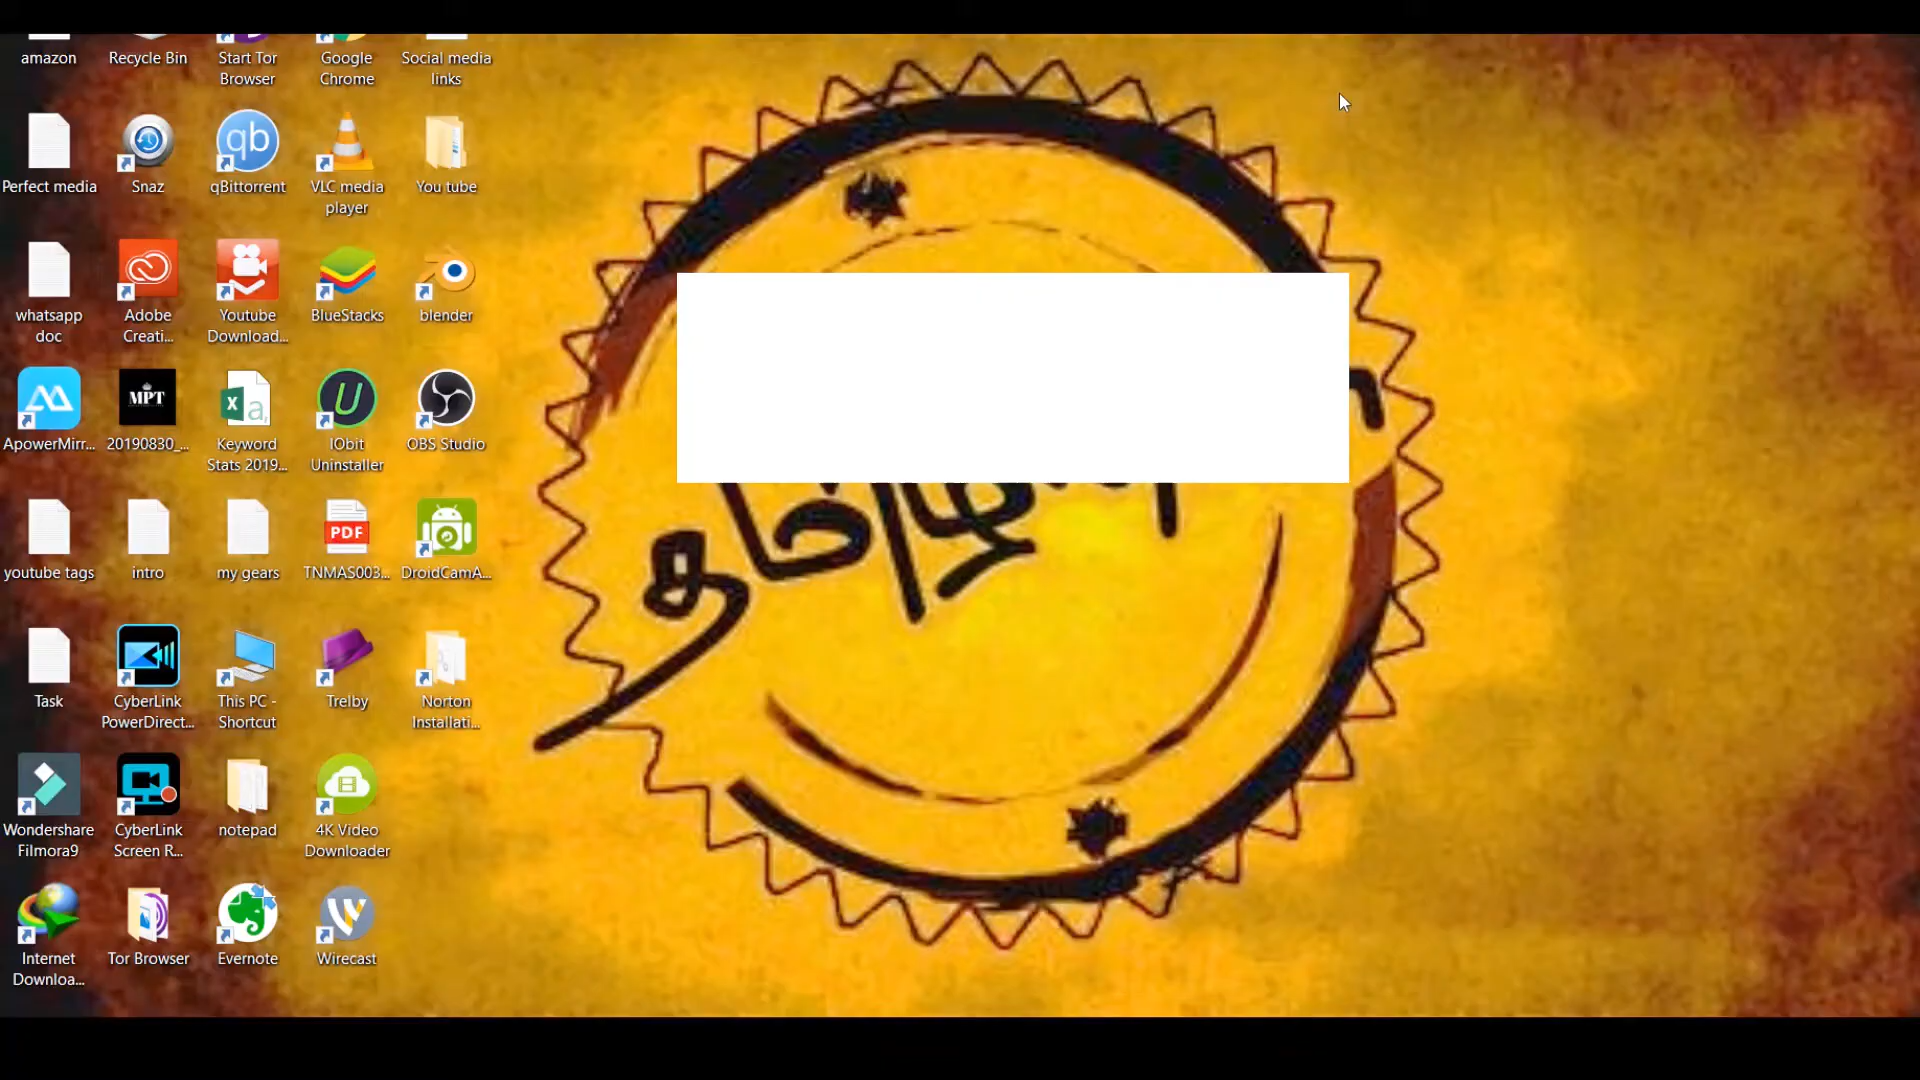 amazon
Recycle Bin
Start Tor
Browser
Google
Chrome
Social media
links
Perfect media
Snaz
qb
qBittorrent
VLC media
player
You tube
whatsapp
doc
Adobe
Creati...
Youtube
Download...
BlueStacks
blender
ApowerMirr...
MPT
20190830_...
X a,
Keyword
Stats 2019...
U
IObit
Uninstaller
OBS Studio
youtube tags
intro
my gears
PDF
TNMAS003...
DroidCamA...
Task
CyberLink
PowerDirect...
This PC -
Shortcut
Trelby
Norton
Installati...
Wondershare
Filmora9
CyberLink
Screen R...
notepad
4K Video
Downloader
Internet
Downloa...
Tor Browser
Evernote
Wirecast